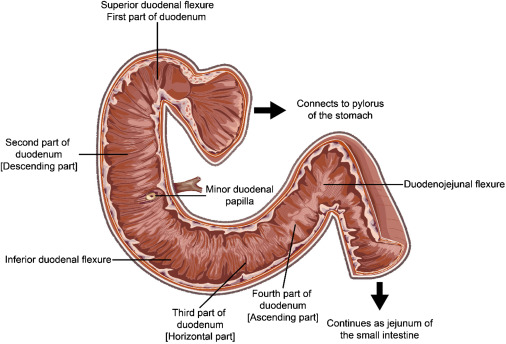 Superior duodenal flexure
First part of duodenum
Connects to pylorus
of the stomach
Second part of
duodenum
[Descending part]
Minor duodenal
papilla
Duodenojejunal flexure
Inferior duodenal flexure
Third part of
duodenum
[Horizontal part]
Fourth part of
duodenum
[Ascending part]
Continues as jejunum of
the small intestine